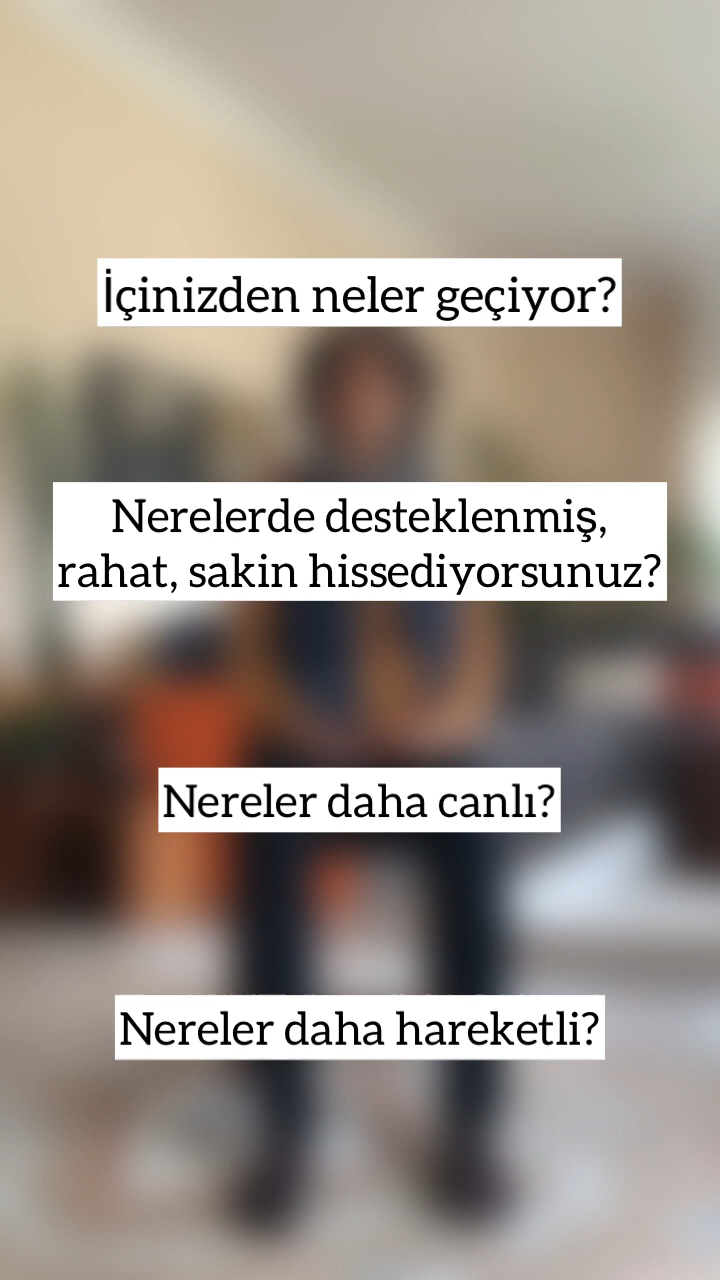 İçinizden neler geçiyor?
Nerelerde desteklenmiş,
rahat, sakin hissediyorsunuz?
Nereler daha canlı?
Nereler daha hareketli?